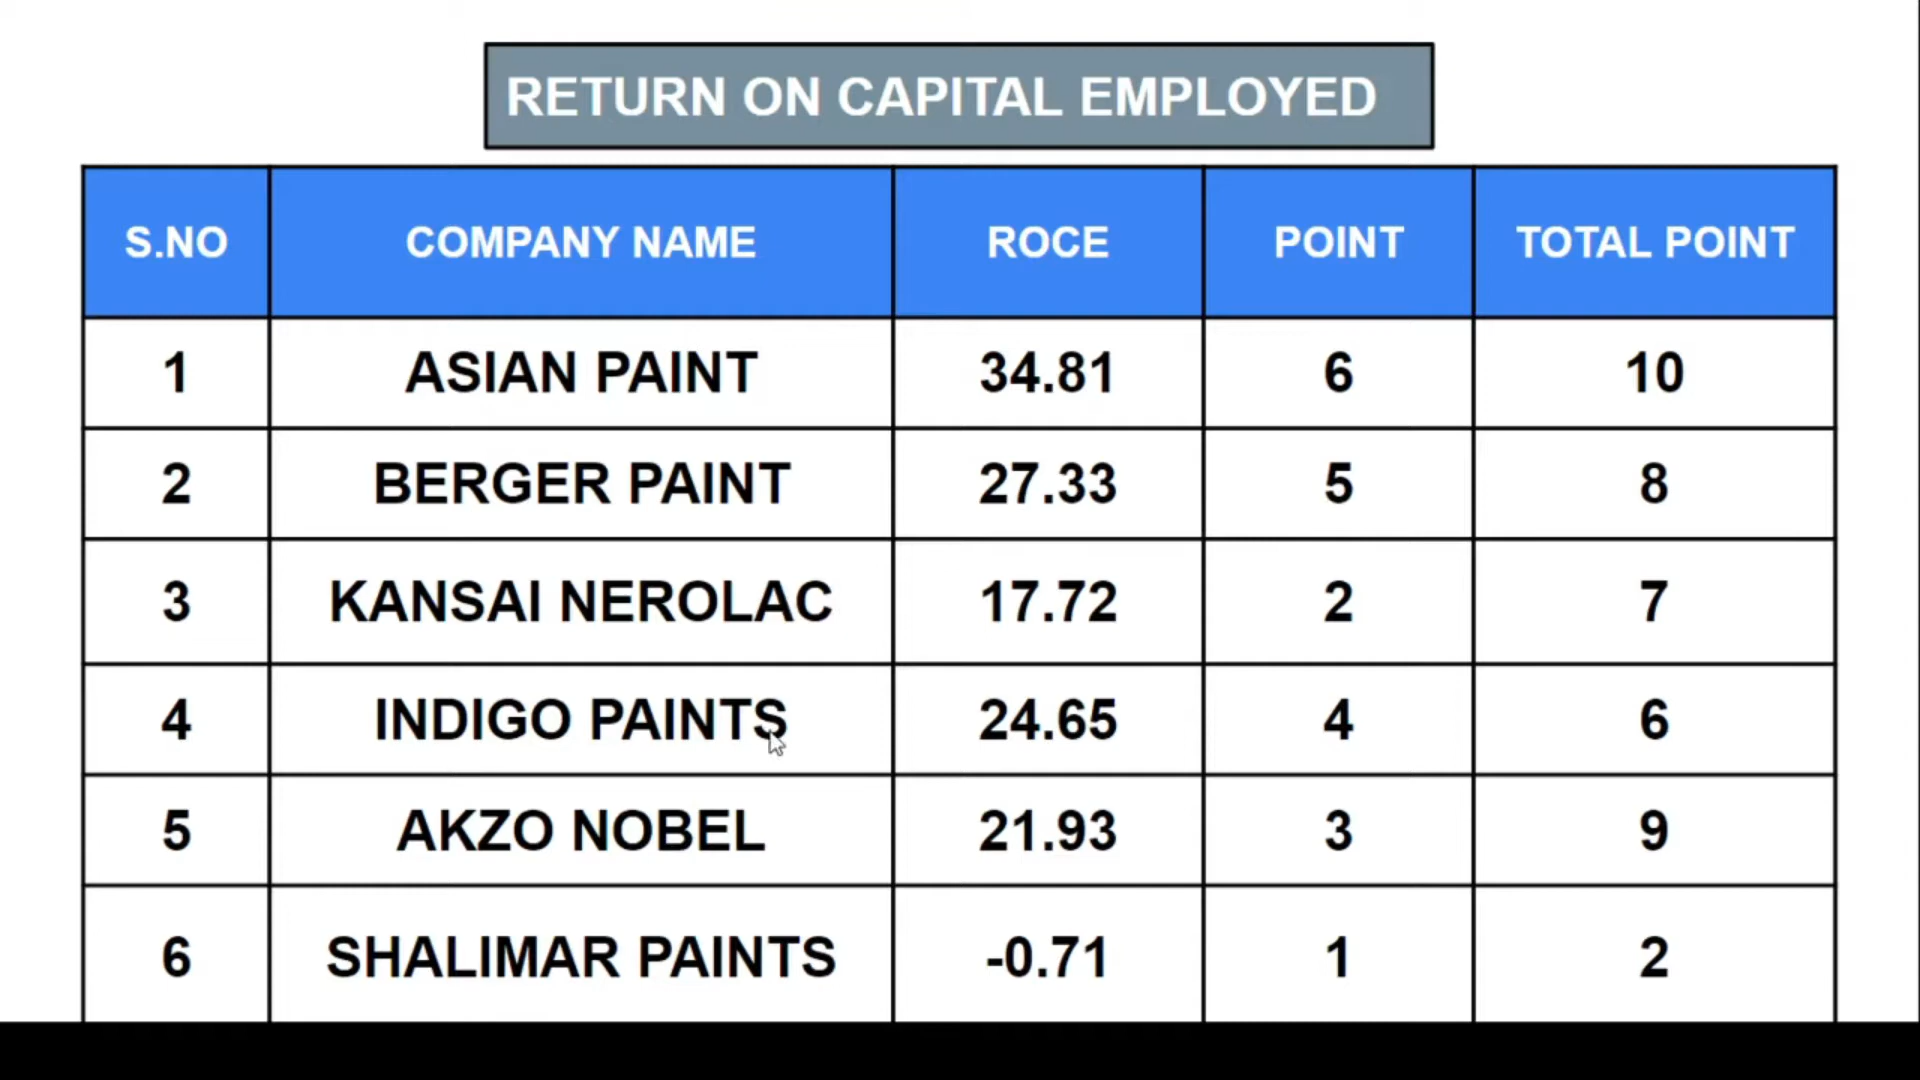 RETURN ON CAPITAL EMPLOYED
S.NO COMPANY NAME ROCE POINT TOTAL POINT
1 ASIAN PAINT 34.81 6 10
2 BERGER PAINT 27.33 5 8
3 KANSAI NEROLAC 17.72 2 7
4 INDIGO PAINTS 24.65 4 6
5 AKZO NOBEL 21.93 3 9
6 SHALIMAR PAINTS -0.71 1 2